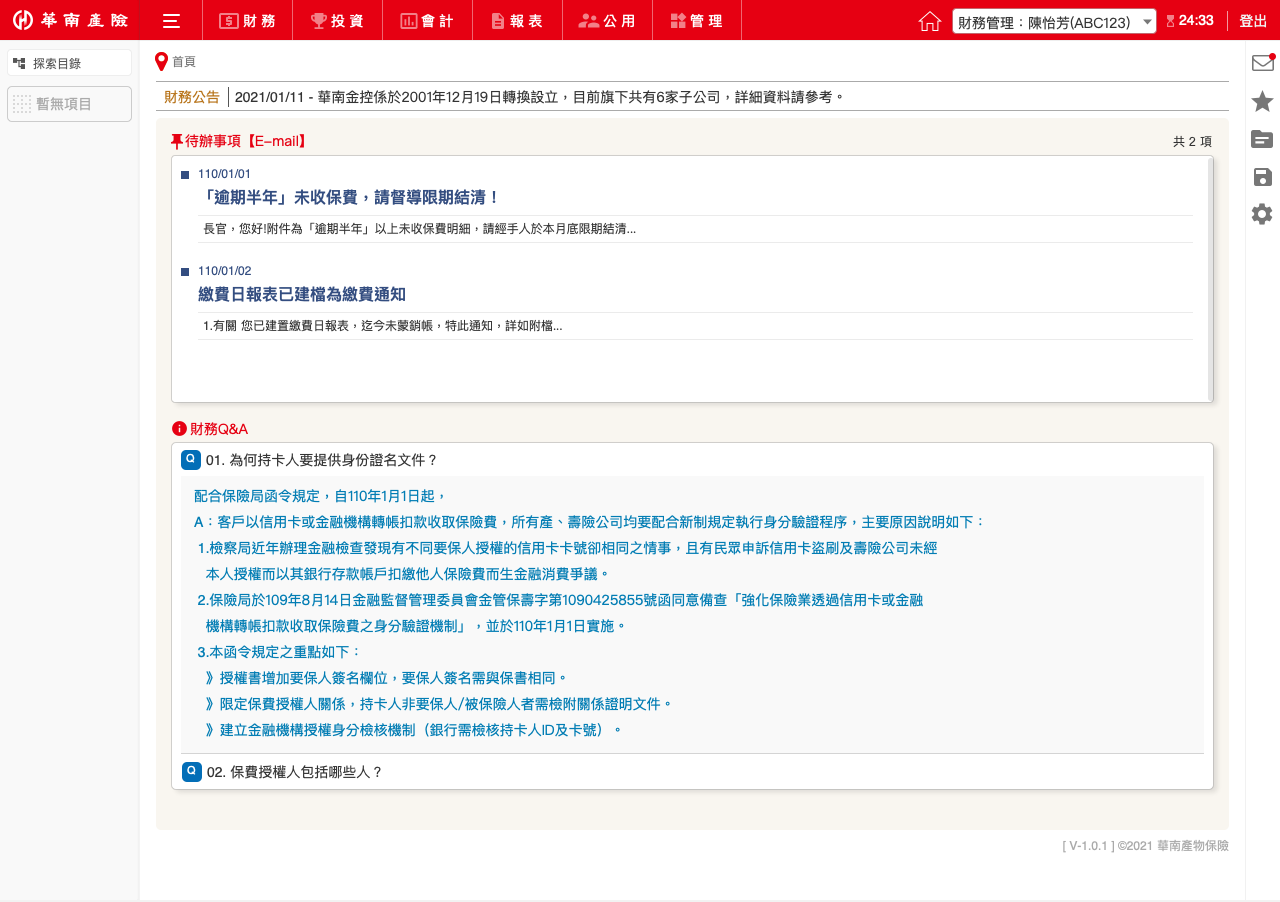 華南產險
財務
投資
會計
報表
公用
管理
財務管理：陳怡芳(ABC123)
24:33
登出
探索目錄
暫無項目
首頁
財務公告
2021/01/11 - 華南金控係於2001年12月19日轉換設立，目前旗下共有6家子公司，詳細資料請參考。
待辦事項【E-mail】
共 2 項
110/01/01
「逾期半年」未收保費，請督導限期結清！
長官，您好!附件為「逾期半年」以上未收保費明細，請經手人於本月底限期結清...
110/01/02
繳費日報表已建檔為繳費通知
1.有關 您已建置繳費日報表，迄今未蒙銷帳，特此通知，詳如附檔...
財務Q&A
Q 01. 為何持卡人要提供身份證名文件？
配合保險局函令規定，自110年1月1日起，
A：客戶以信用卡或金融機構轉帳扣款收取保險費，所有產、壽險公司均要配合新制規定執行身分驗證程序，主要原因說明如下：
1.檢察局近年辦理金融檢查發現有不同要保人授權的信用卡卡號卻相同之情事，且有民眾申訴信用卡盜刷及壽險公司未經
本人授權而以其銀行存款帳戶扣繳他人保險費而生金融消費爭議。
2.保險局於109年8月14日金融監督管理委員會金管保壽字第1090425855號函同意備查「強化保險業透過信用卡或金融
機構轉帳扣款收取保險費之身分驗證機制」，並於110年1月1日實施。
3.本函令規定之重點如下：
》授權書增加要保人簽名欄位，要保人簽名需與保書相同。
》限定保費授權人關係，持卡人非要保人/被保險人者需檢附關係證明文件。
》建立金融機構授權身分檢核機制（銀行需檢核持卡人ID及卡號）。
Q 02. 保費授權人包括哪些人？
[ V-1.0.1 ] ©2021 華南產物保險